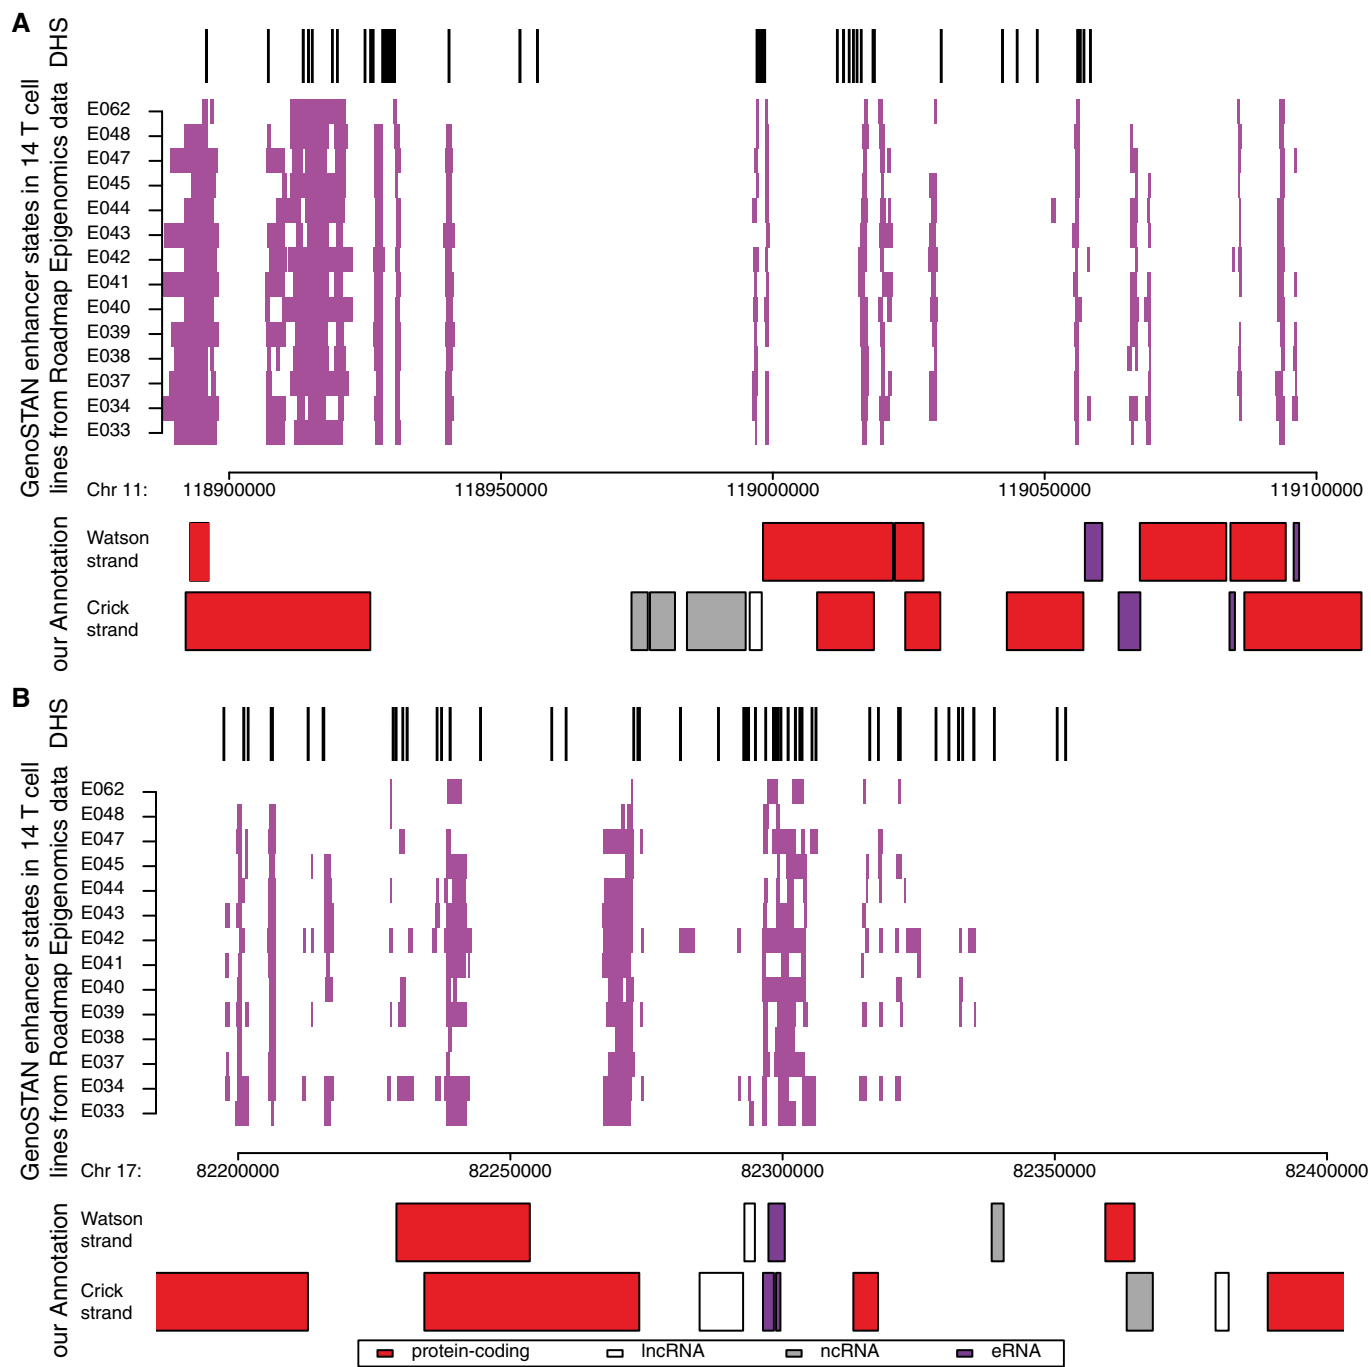 A
DHS
GenoSTAN enhancer states in 14 T cell
lines from Roadmap Epigenomics data
E062
E048
E047
E045
E044
E043
E042
E041
E040
E039
E038
E037
E034
E033
Chr 11:
118900000 118950000 119000000 119050000 119100000
our Annotation
Watson
strand
Crick
strand
B
DHS
GenoSTAN enhancer states in 14 T cell
lines from Roadmap Epigenomics data
E062
E048
E047
E045
E044
E043
E042
E041
E040
E039
E038
E037
E034
E033
Chr 17:
82200000 82250000 82300000 82350000 82400000
our Annotation
Watson
strand
Crick
strand
protein-coding lncRNA ncRNA eRNA